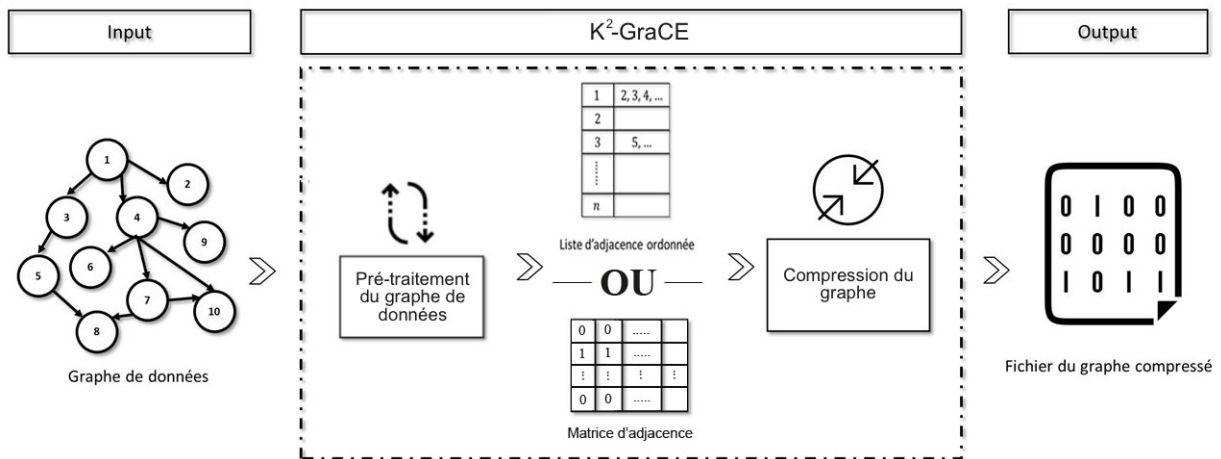 Input
K²-GraCE
Output
1
2
3
4
9
6
5
7
10
8
Graphe de données
Pré-traitement
du graphe de
données
1 2, 3, 4, ...
2
3 5, ...
⋮
n
Liste d'adjacence ordonnée
OU
0 0 .....
1 1 .....
⋮ ⋮ ⋮ ⋮
0 0 .....
Matrice d'adjacence
Compression du
graphe
0 1 0 0
0 0 0 0
1 0 1 1
Fichier du graphe compressé